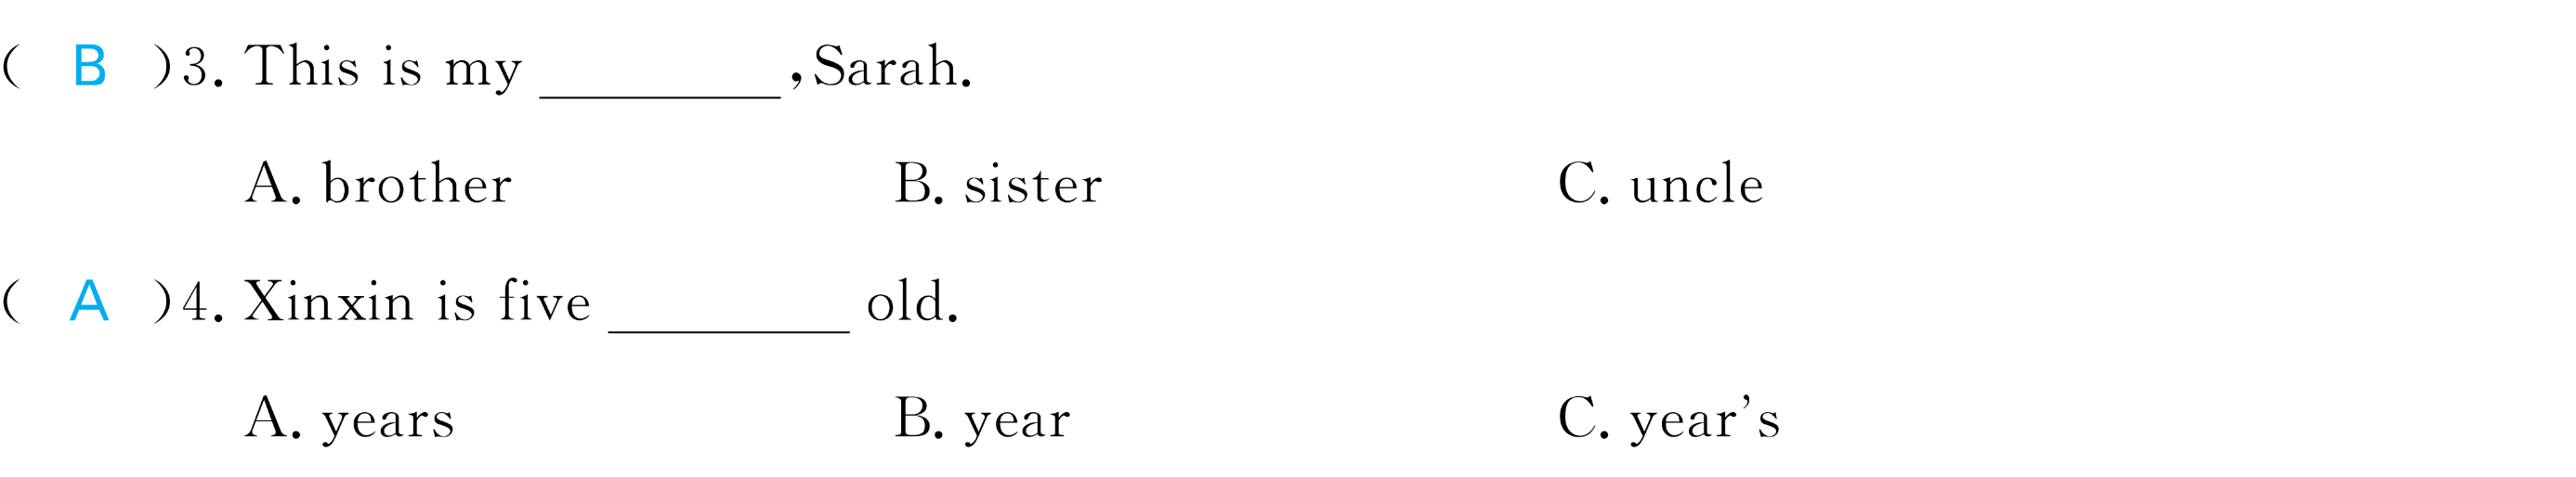 ( B )3. This is my ________,Sarah.
A. brother B. sister C. uncle
( A )4. Xinxin is five ________ old.
A. years B. year C. year's